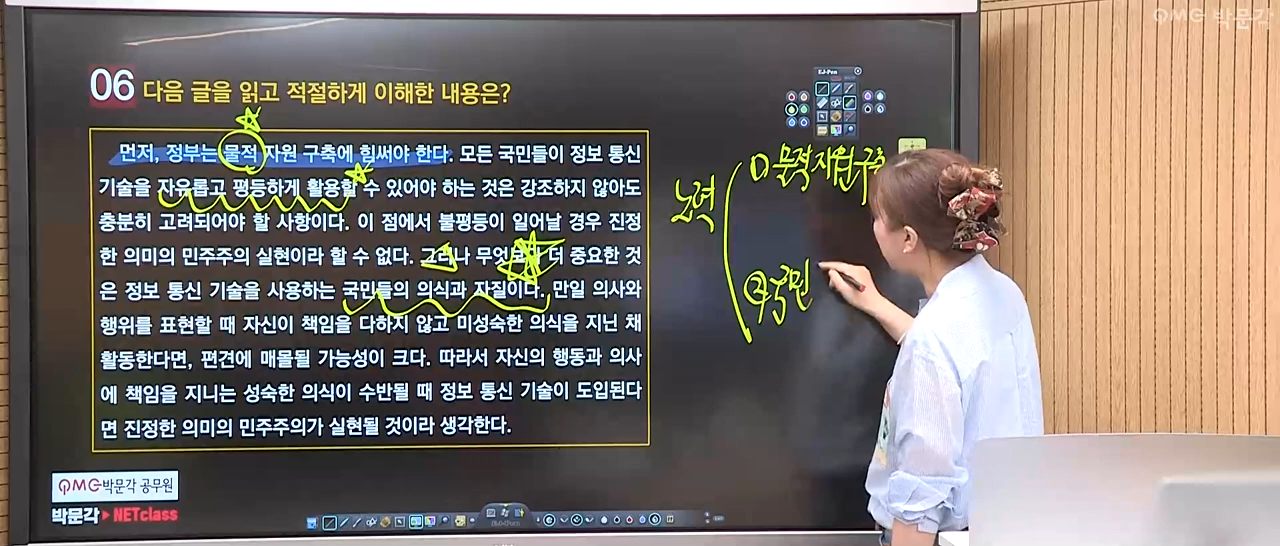 PMG 박문각
06 다음 글을 읽고 적절하게 이해한 내용은?
먼저, 정부는 물적 자원 구축에 힘써야 한다. 모든 국민들이 정보 통신
기술을 자유롭고 평등하게 활용할 수 있어야 하는 것은 강조하지 않아도
충분히 고려되어야 할 사항이다. 이 점에서 불평등이 일어날 경우 진정
한 의미의 민주주의 실현이라 할 수 없다. 그러나 무엇보다 더 중요한 것
은 정보 통신 기술을 사용하는 국민들의 의식과 자질이다. 만일 의사와
행위를 표현할 때 자신이 책임을 다하지 않고 미성숙한 의식을 지닌 채
활동한다면, 편견에 매몰될 가능성이 크다. 따라서 자신의 행동과 의사
에 책임을 지니는 성숙한 의식이 수반될 때 정보 통신 기술이 도입된다
면 진정한 의미의 민주주의가 실현될 것이라 생각한다.
EJ-Pen
노력
① 물적 자원 구축
② 국민
PMG 박문각 공무원
박문각 NETclass